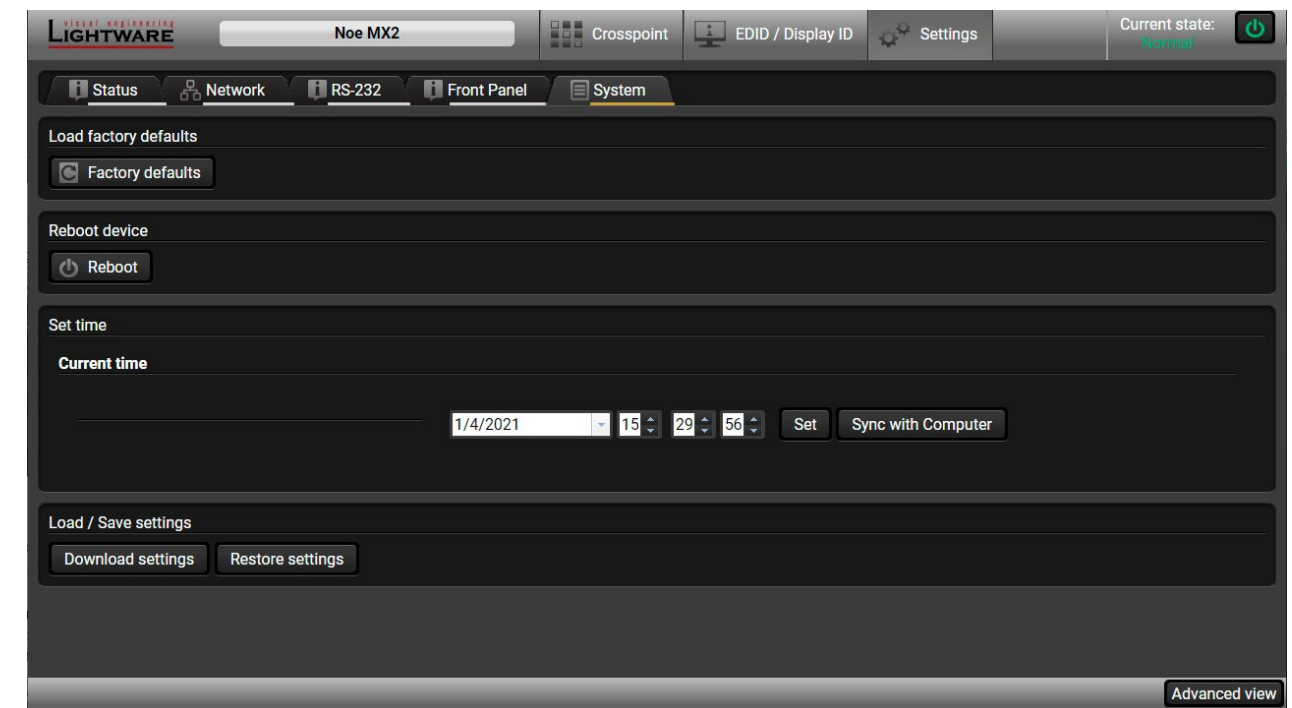 visual engineering
LIGHTWARE
Noe MX2
Crosspoint
EDID / Display ID
Settings
Current state:
Normal
Status
Network
RS-232
Front Panel
System
Load factory defaults
Factory defaults
Reboot device
Reboot
Set time
Current time
1/4/2021 15 29 56 Set Sync with Computer
Load / Save settings
Download settings Restore settings
Advanced view